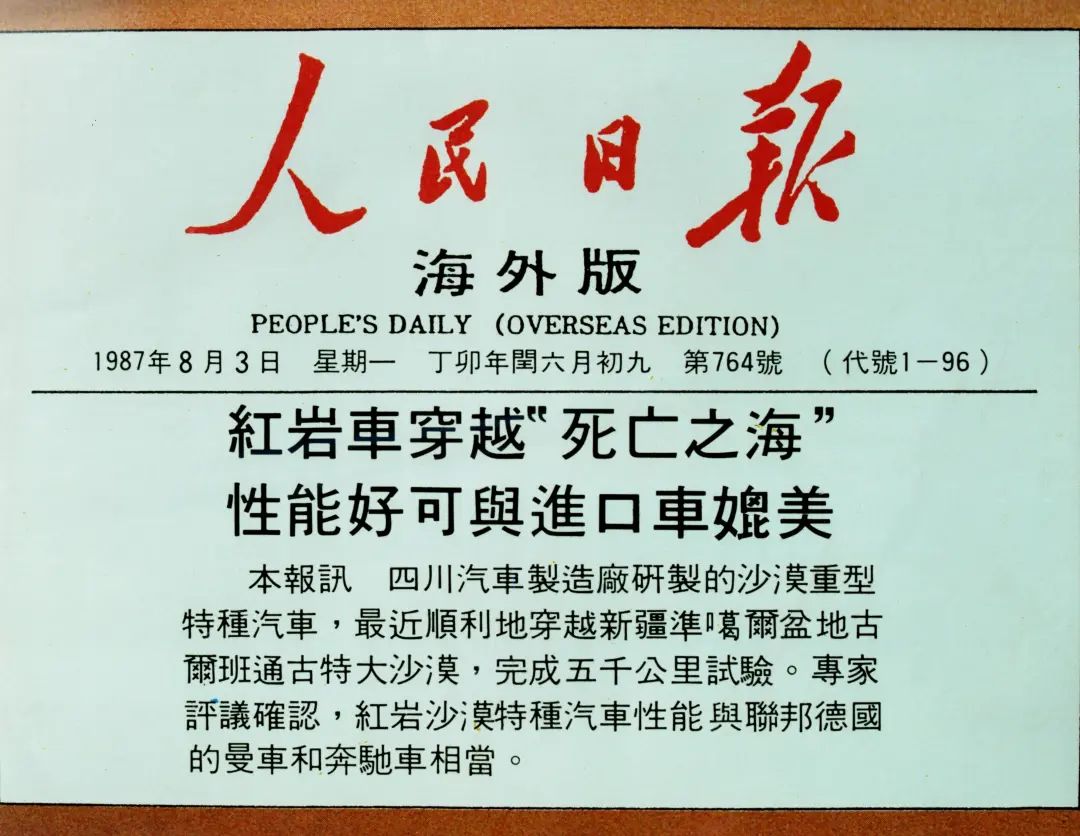 人民日報
海外版
PEOPLE'S DAILY (OVERSEAS EDITION)
1987年8月3日 星期一 丁卯年閏六月初九 第764號 （代號1－96）
紅岩車穿越“死亡之海”
性能好可與進口車媲美
本報訊 四川汽車製造廠研製的沙漠重型
特種汽車，最近順利地穿越新疆準噶爾盆地古
爾班通古特大沙漠，完成五千公里試驗。專家
評議確認，紅岩沙漠特種汽車性能與聯邦德國
的曼車和奔馳車相當。